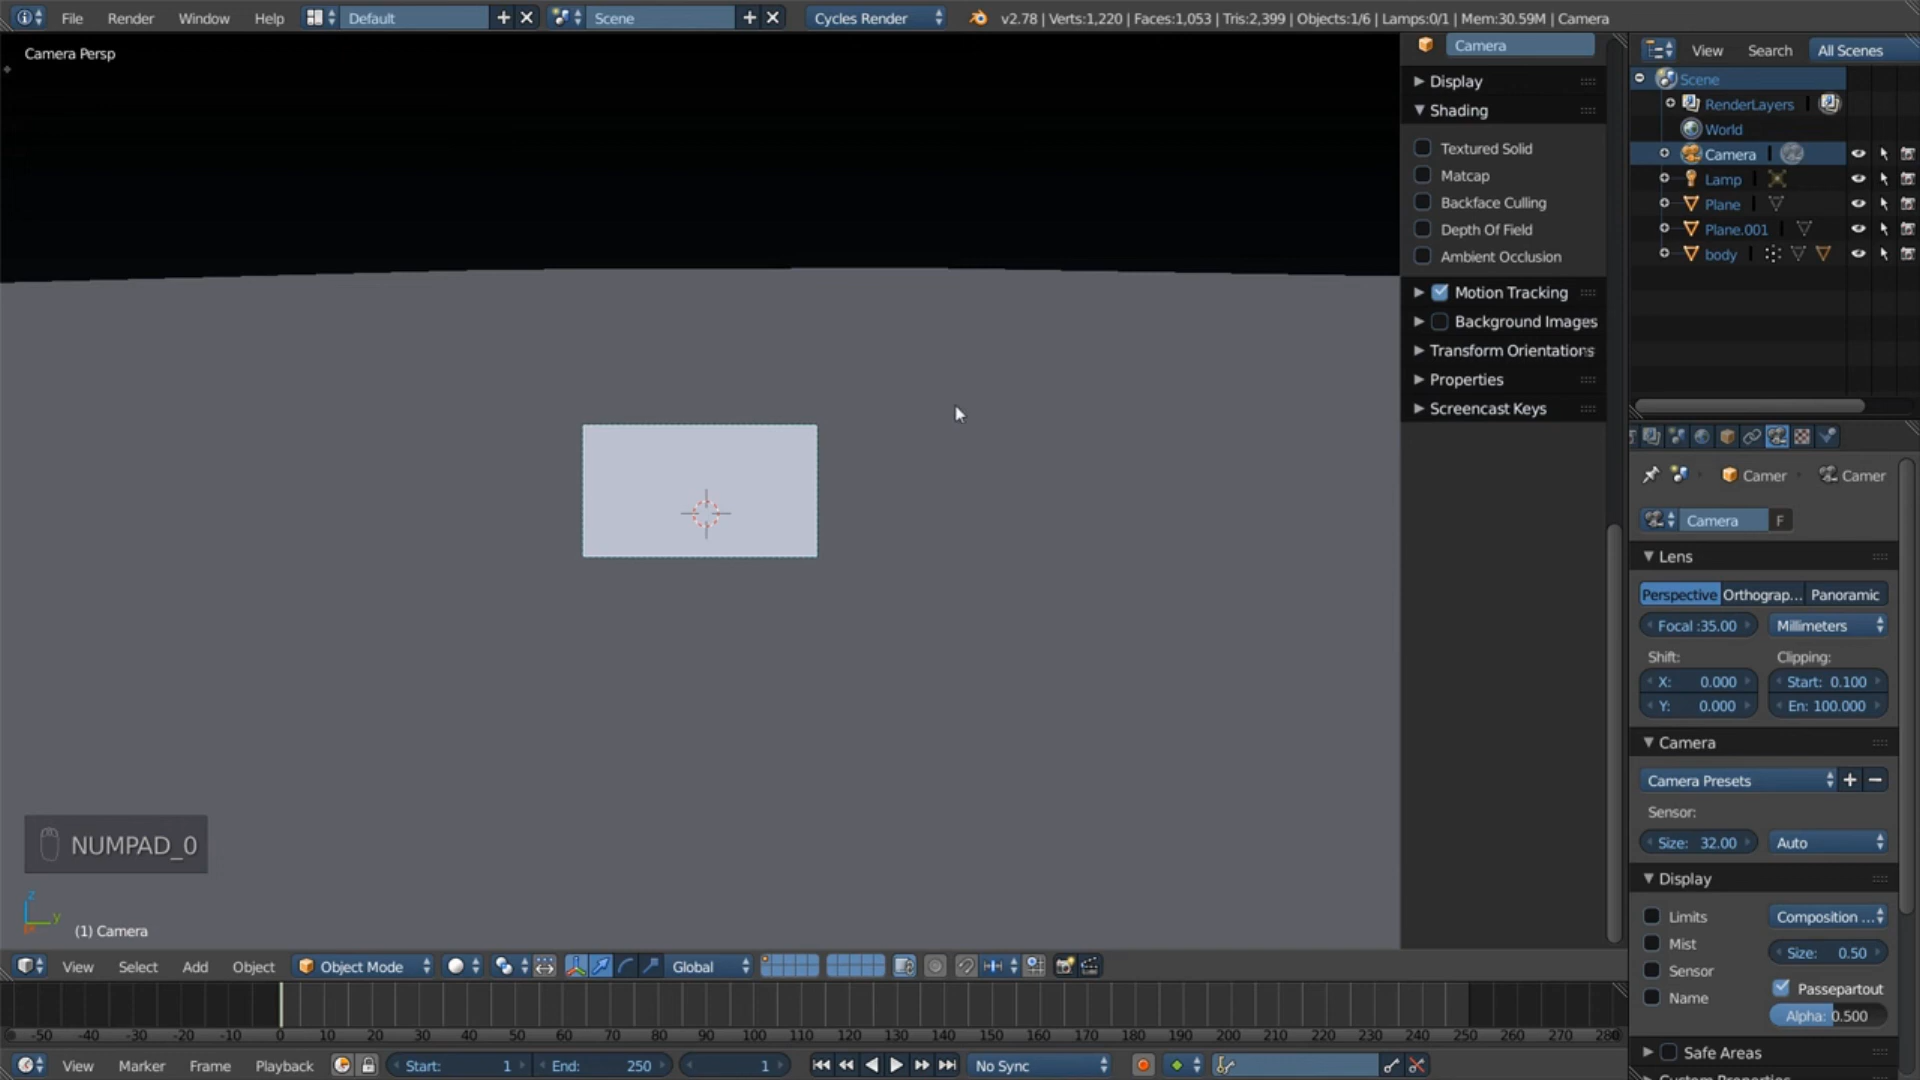 File Render Window Help Default Scene Cycles Render v2.78 | Verts:1,220 | Faces:1,053 | Tris:2,399 | Objects:1/6 | Lamps:0/1 | Mem:30.59M | Camera
Camera Persp
Camera
Display
Shading
Textured Solid
Matcap
Backface Culling
Depth Of Field
Ambient Occlusion
Motion Tracking
Background Images
Transform Orientations
Properties
Screencast Keys
View Search All Scenes
Scene
RenderLayers
World
Camera
Lamp
Plane
Plane.001
body
Camer Camer
Camera F
Lens
Perspective Orthograp... Panoramic
Focal :35.00 Millimeters
Shift: Clipping:
X: 0.000 Start: 0.100
Y: 0.000 En: 100.000
Camera
Camera Presets
Sensor:
Size: 32.00 Auto
Display
Limits Composition ...
Mist Size: 0.50
Sensor Passepartout
Name Alpha: 0.500
Safe Areas
NUMPAD_0
z
y
(1) Camera
View Select Add Object Object Mode Global
-50 -40 -30 -20 -10 0 10 20 30 40 50 60 70 80 90 100 110 120 130 140 150 160 170 180 190 200 210 220 230 240 250 260 270 280
View Marker Frame Playback Start: 1 End: 250 1 No Sync